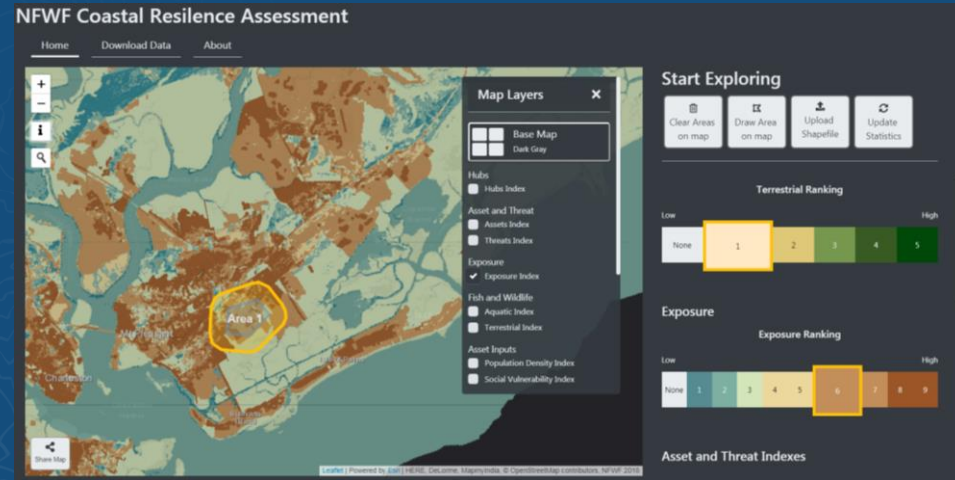 NFWF Coastal Resilence Assessment
Home Download Data About
+
−
i
Area 1
Charleston
Share Map
Leaflet | Powered by Esri | HERE, DeLorme, MapmyIndia, © OpenStreetMap contributors, NFWF 2018
Map Layers ×
Base Map
Dark Gray
Hubs
Hubs Index
Asset and Threat
Assets Index
Threats Index
Exposure
Exposure Index
Fish and Wildlife
Aquatic Index
Terrestrial Index
Asset Inputs
Population Density Index
Social Vulnerability Index
Start Exploring
Clear Areas
on map
Draw Area
on map
Upload
Shapefile
Update
Statistics
Terrestrial Ranking
Low High
None 1 2 3 4 5
Exposure
Exposure Ranking
Low High
None 1 2 3 4 5 6 7 8 9
Asset and Threat Indexes